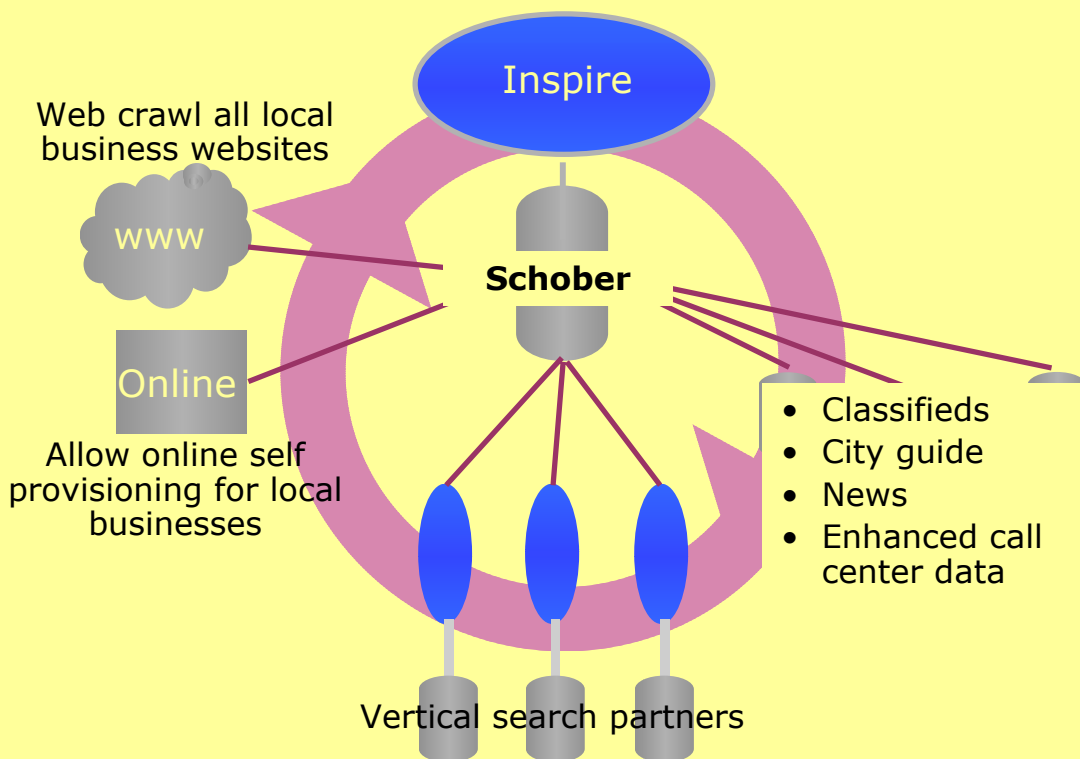 Inspire
Web crawl all local
business websites
www
Schober
Online
Allow online self
provisioning for local
businesses
• Classifieds
• City guide
• News
• Enhanced call
center data
Vertical search partners